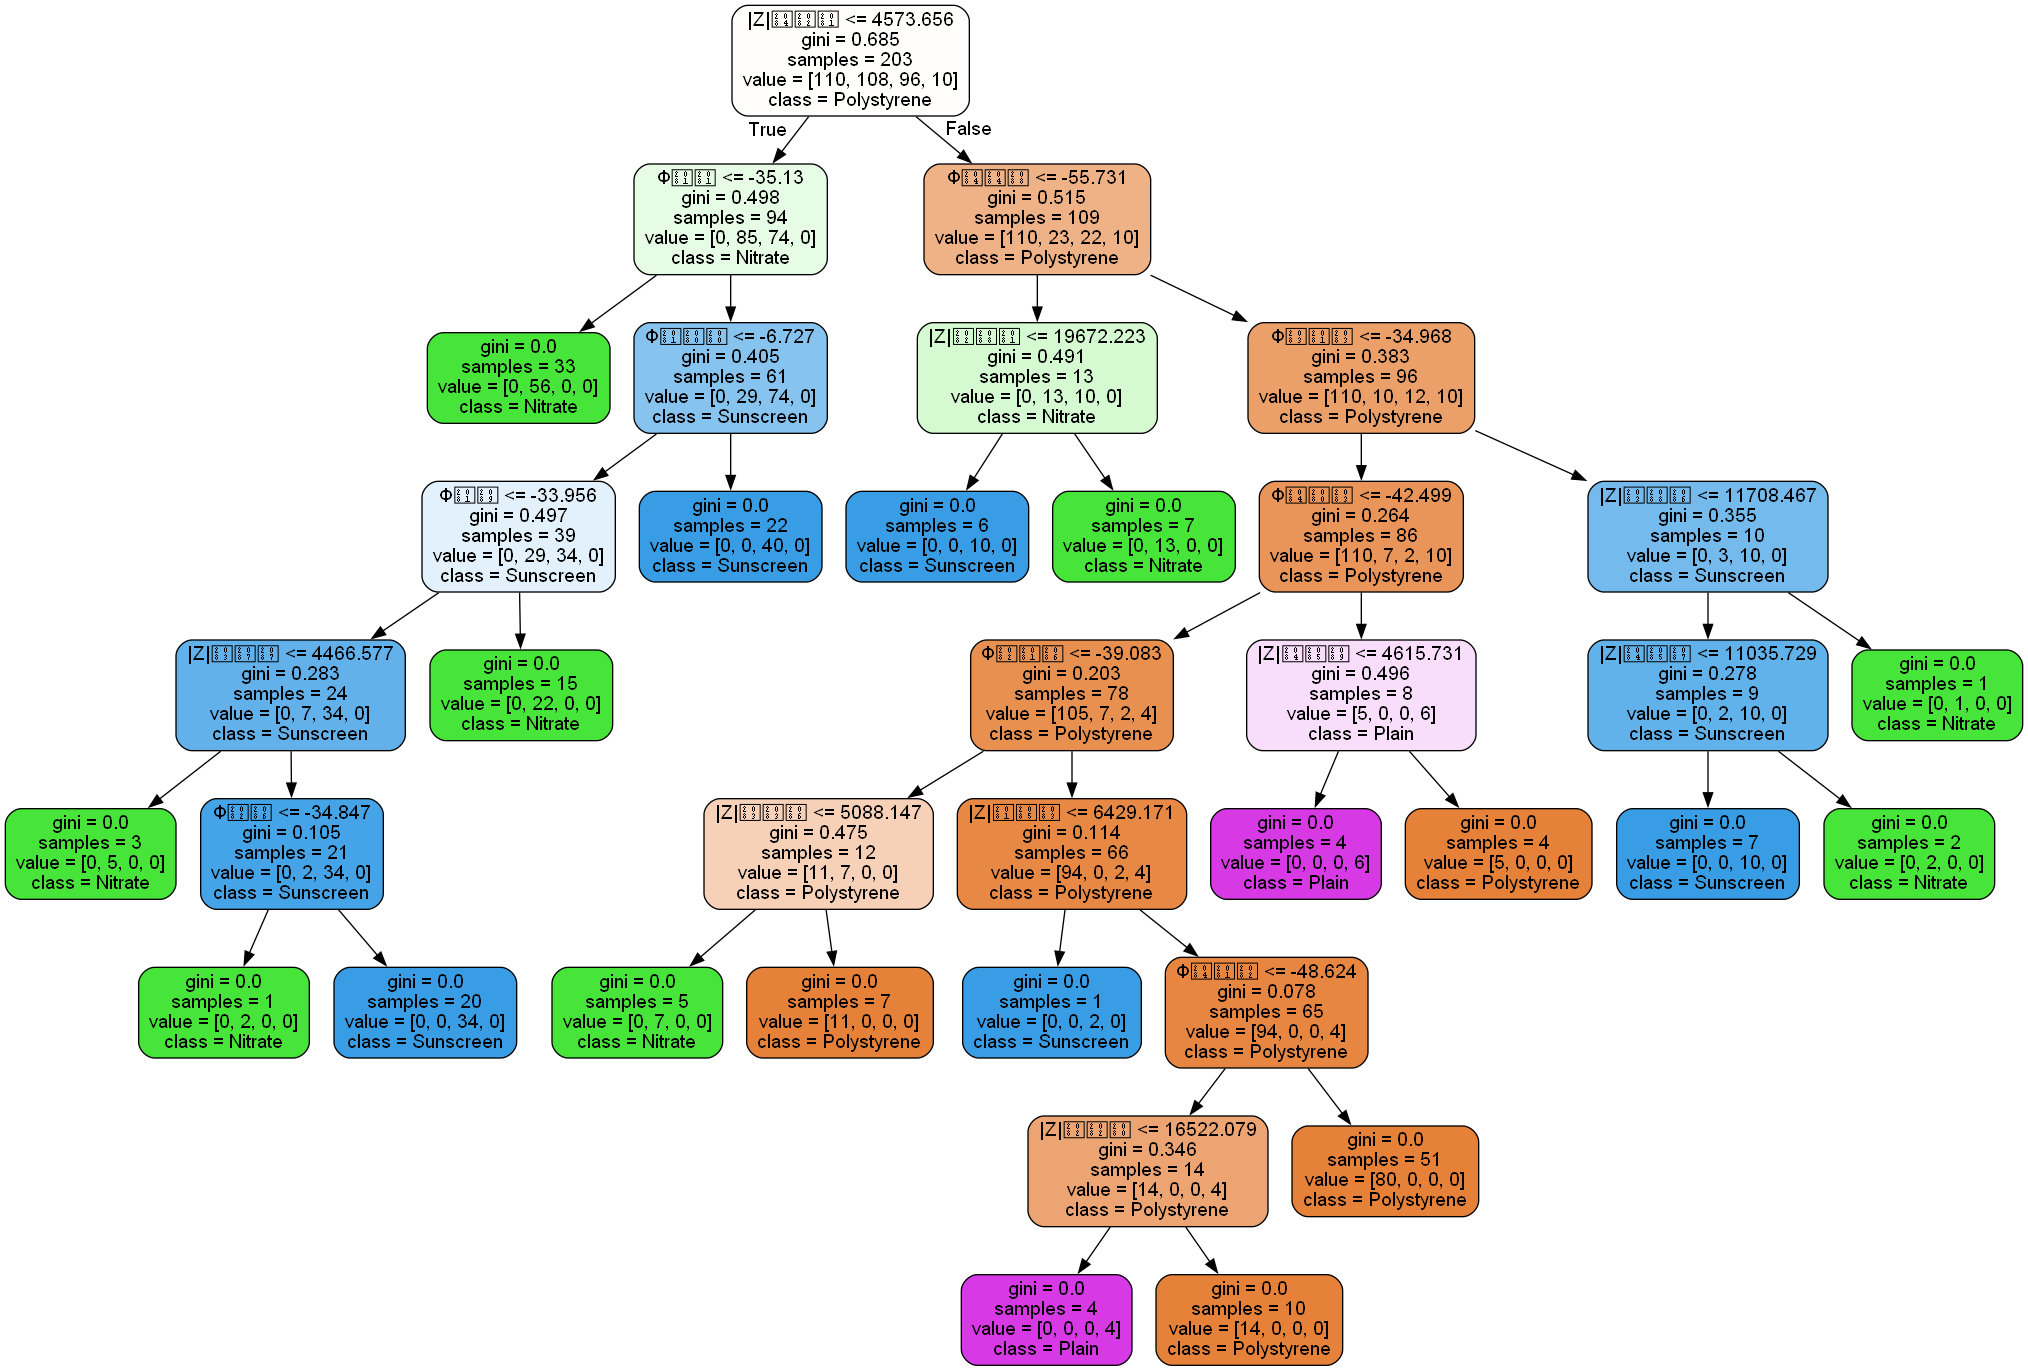 |Z| <= 4573.656
gini = 0.685
samples = 203
value = [110, 108, 96, 10]
class = Polystyrene
True
False
Φ <= -35.13
gini = 0.498
samples = 94
value = [0, 85, 74, 0]
class = Nitrate
Φ <= -55.731
gini = 0.515
samples = 109
value = [110, 23, 22, 10]
class = Polystyrene
gini = 0.0
samples = 33
value = [0, 56, 0, 0]
class = Nitrate
Φ <= -6.727
gini = 0.405
samples = 61
value = [0, 29, 74, 0]
class = Sunscreen
|Z| <= 19672.223
gini = 0.491
samples = 13
value = [0, 13, 10, 0]
class = Nitrate
Φ <= -34.968
gini = 0.383
samples = 96
value = [110, 10, 12, 10]
class = Polystyrene
Φ <= -33.956
gini = 0.497
samples = 39
value = [0, 29, 34, 0]
class = Sunscreen
gini = 0.0
samples = 22
value = [0, 0, 40, 0]
class = Sunscreen
gini = 0.0
samples = 6
value = [0, 0, 10, 0]
class = Sunscreen
gini = 0.0
samples = 7
value = [0, 13, 0, 0]
class = Nitrate
Φ <= -42.499
gini = 0.264
samples = 86
value = [110, 7, 2, 10]
class = Polystyrene
|Z| <= 11708.467
gini = 0.355
samples = 10
value = [0, 3, 10, 0]
class = Sunscreen
|Z| <= 4466.577
gini = 0.283
samples = 24
value = [0, 7, 34, 0]
class = Sunscreen
gini = 0.0
samples = 15
value = [0, 22, 0, 0]
class = Nitrate
Φ <= -39.083
gini = 0.203
samples = 78
value = [105, 7, 2, 4]
class = Polystyrene
|Z| <= 4615.731
gini = 0.496
samples = 8
value = [5, 0, 0, 6]
class = Plain
|Z| <= 11035.729
gini = 0.278
samples = 9
value = [0, 2, 10, 0]
class = Sunscreen
gini = 0.0
samples = 1
value = [0, 1, 0, 0]
class = Nitrate
gini = 0.0
samples = 3
value = [0, 5, 0, 0]
class = Nitrate
Φ <= -34.847
gini = 0.105
samples = 21
value = [0, 2, 34, 0]
class = Sunscreen
|Z| <= 5088.147
gini = 0.475
samples = 12
value = [11, 7, 0, 0]
class = Polystyrene
|Z| <= 6429.171
gini = 0.114
samples = 66
value = [94, 0, 2, 4]
class = Polystyrene
gini = 0.0
samples = 4
value = [0, 0, 0, 6]
class = Plain
gini = 0.0
samples = 4
value = [5, 0, 0, 0]
class = Polystyrene
gini = 0.0
samples = 7
value = [0, 0, 10, 0]
class = Sunscreen
gini = 0.0
samples = 2
value = [0, 2, 0, 0]
class = Nitrate
gini = 0.0
samples = 1
value = [0, 2, 0, 0]
class = Nitrate
gini = 0.0
samples = 20
value = [0, 0, 34, 0]
class = Sunscreen
gini = 0.0
samples = 5
value = [0, 7, 0, 0]
class = Nitrate
gini = 0.0
samples = 7
value = [11, 0, 0, 0]
class = Polystyrene
gini = 0.0
samples = 1
value = [0, 0, 2, 0]
class = Sunscreen
Φ <= -48.624
gini = 0.078
samples = 65
value = [94, 0, 0, 4]
class = Polystyrene
|Z| <= 16522.079
gini = 0.346
samples = 14
value = [14, 0, 0, 4]
class = Polystyrene
gini = 0.0
samples = 51
value = [80, 0, 0, 0]
class = Polystyrene
gini = 0.0
samples = 4
value = [0, 0, 0, 4]
class = Plain
gini = 0.0
samples = 10
value = [14, 0, 0, 0]
class = Polystyrene